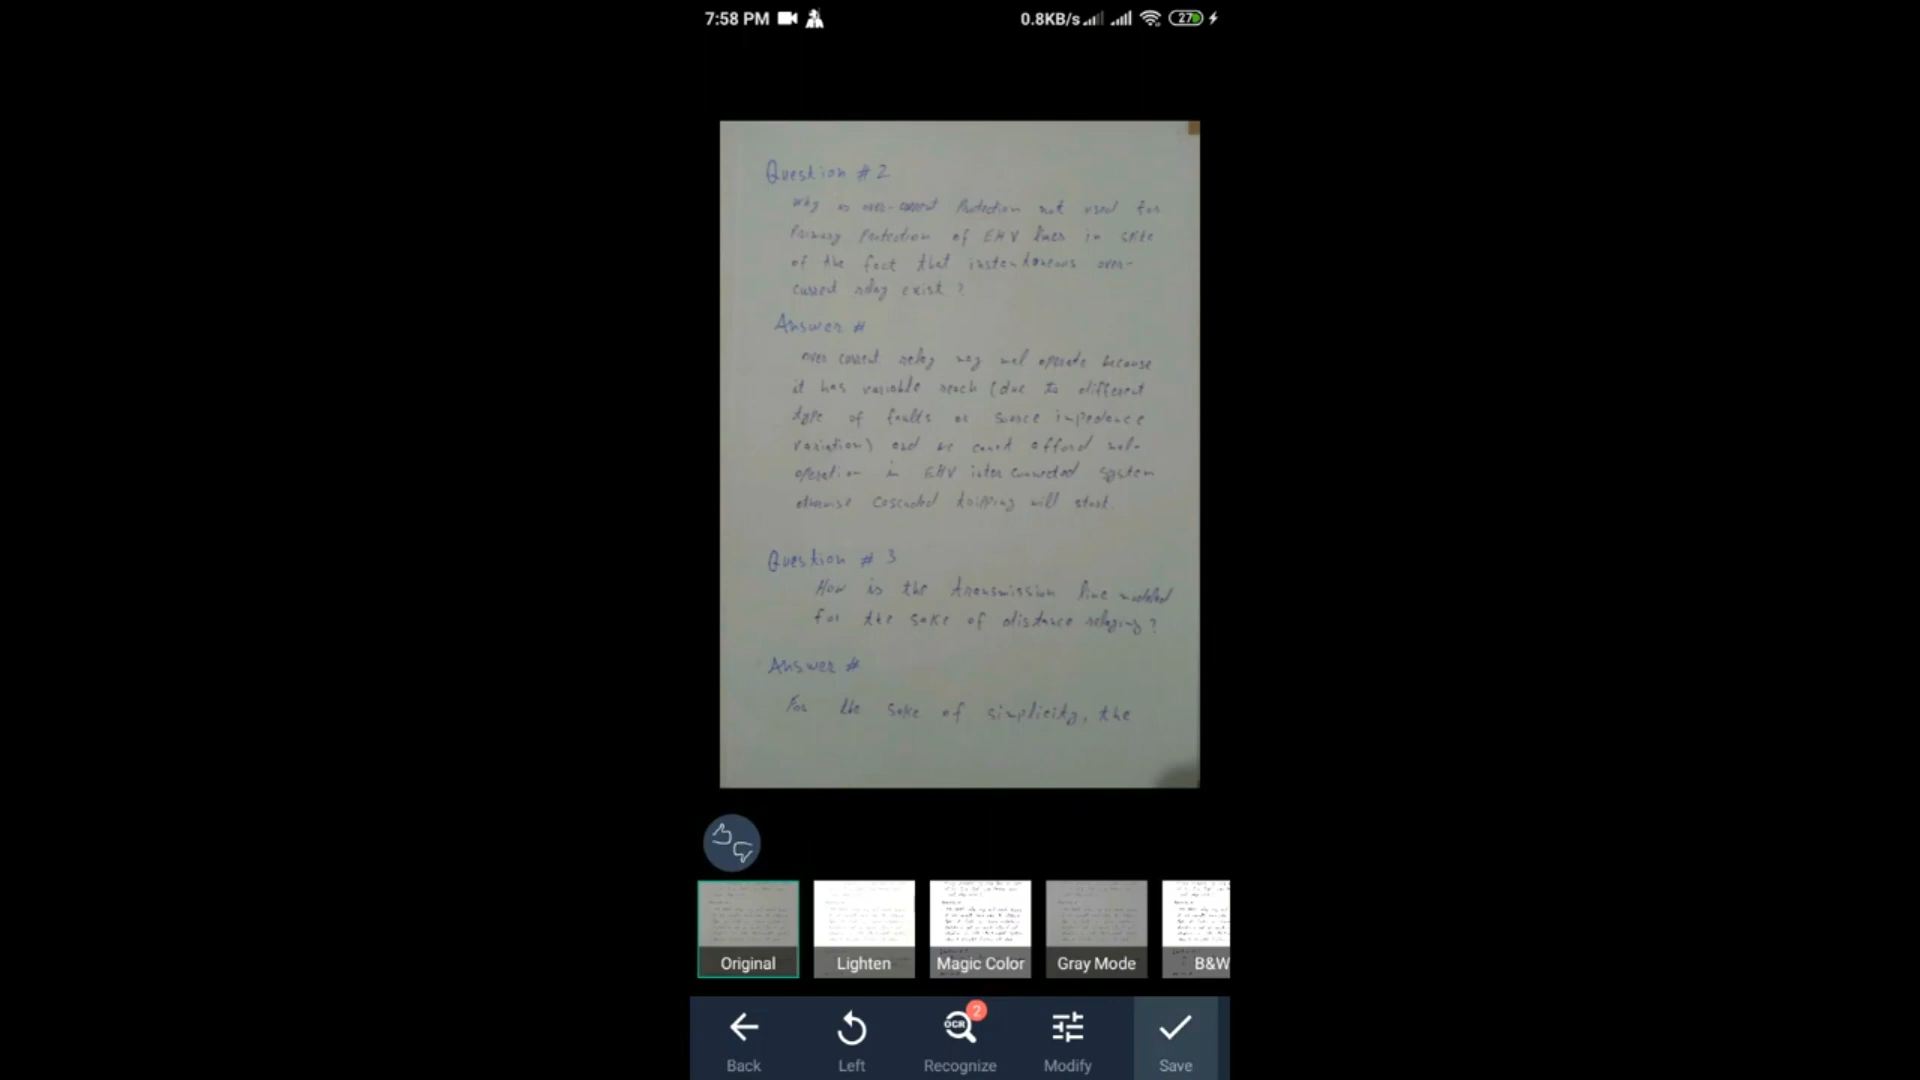 7:58 PM
0.8KB/s
27
Question # 2
Why is over-current Protection not used for
Primary Protection of EHV lines in spite
of the fact that instantaneous over-
current relay exist ?
Answer #
over current relay may mal operate because
it has variable reach (due to different
type of faults or source impedance
variation) and we can't afford mal-
operation in EHV inter connected system
otherwise cascaded tripping will start.
Question # 3
How is the transmission line modeled
for the sake of distance relaying ?
Answer #
For the sake of simplicity, the
Original
Lighten
Magic Color
Gray Mode
B&W
OCR
2
Back
Left
Recognize
Modify
Save